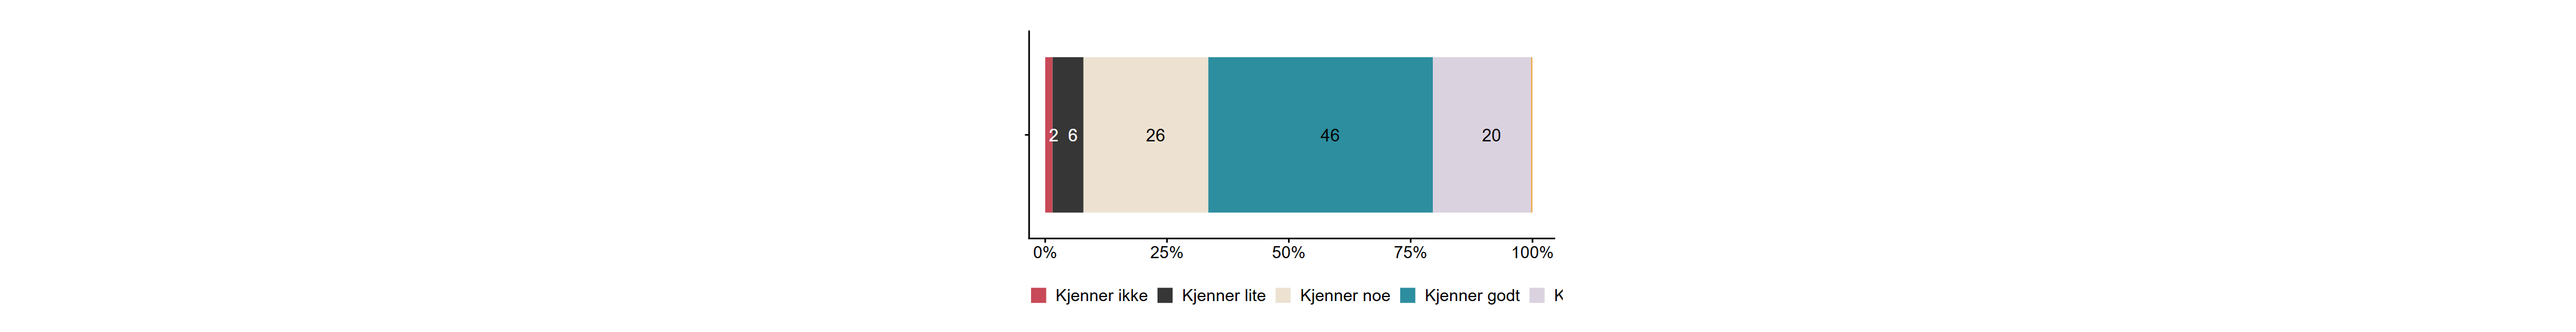 2 6 26 46 20
0% 25% 50% 75% 100%
Kjenner ikke Kjenner lite Kjenner noe Kjenner godt K